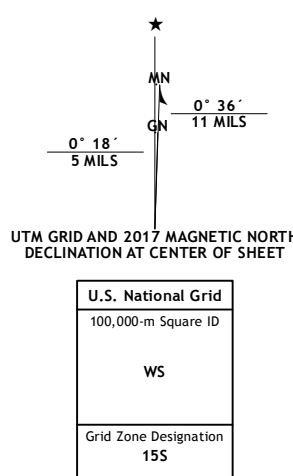 ★
MN
GN
0° 36´
11 MILS
0° 18´
5 MILS
UTM GRID AND 2017 MAGNETIC NORTH
DECLINATION AT CENTER OF SHEET
U.S. National Grid
100,000-m Square ID
WS
Grid Zone Designation
15S